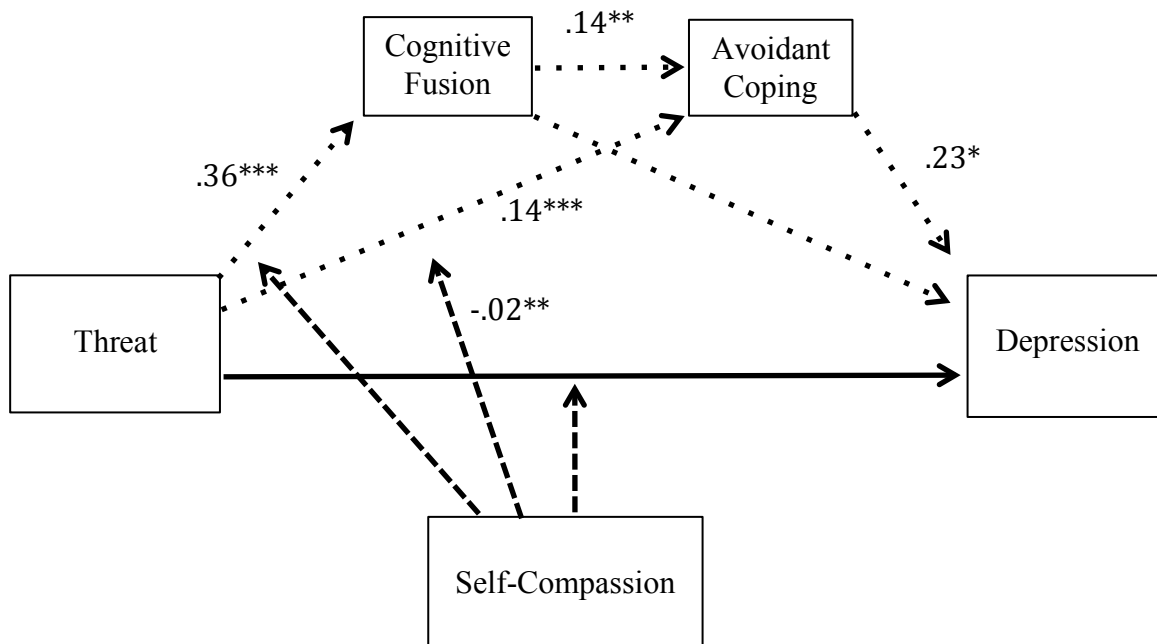 .14**
Cognitive
Fusion
Avoidant
Coping
.36***
.23*
.14***
-.02**
Threat
Depression
Self-Compassion